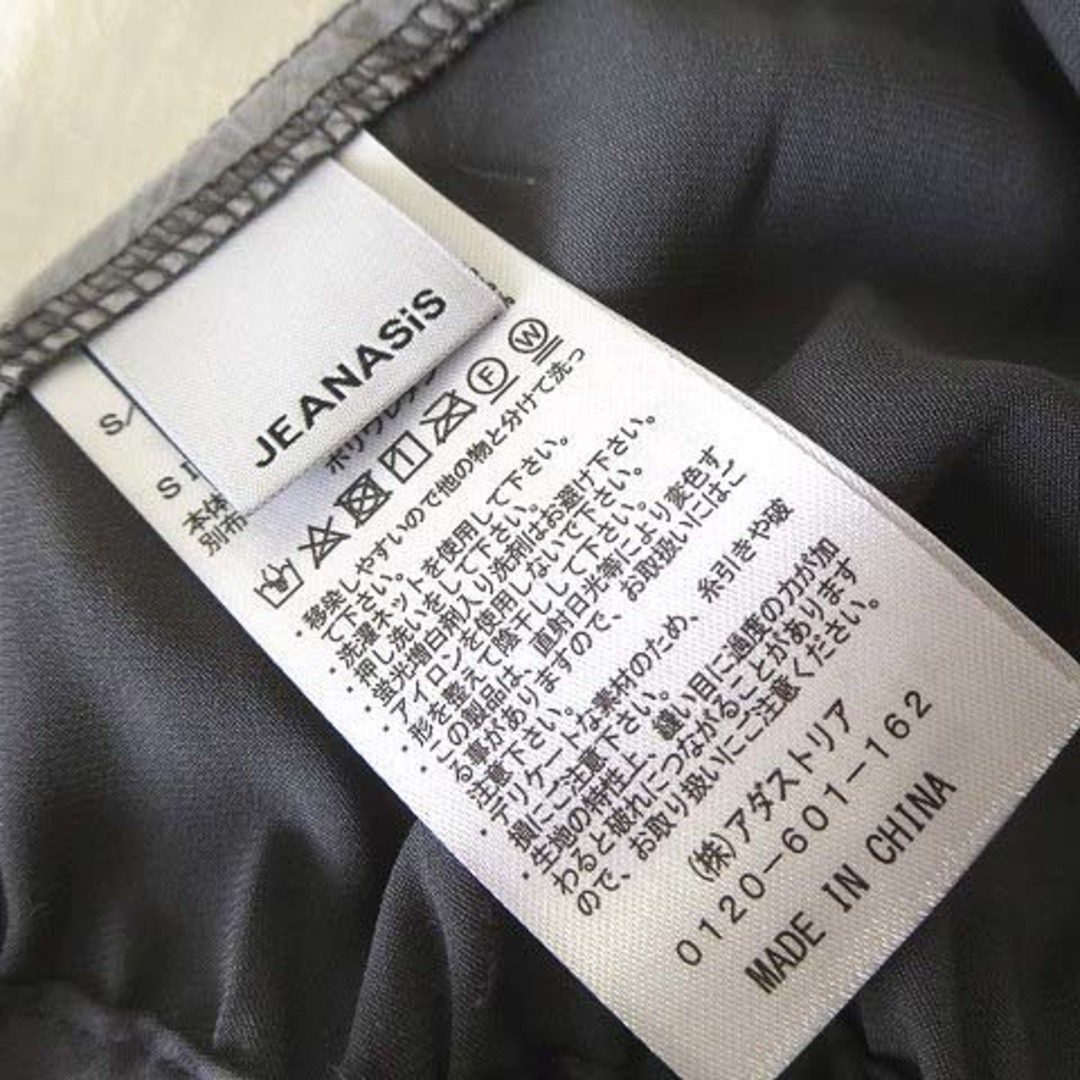 JEANASiS
S/
SI
本体
別布
ポリウレタ
F
W
・移染しやすいので他の物と分けて洗っ
て下さい。
・洗濯ネットを使用して下さい。
・押し洗いをして下さい。
・蛍光増白剤入り洗剤はお避け下さい。
・アイロンを使用しないで下さい。
・形を整えて陰干しして下さい。
・この製品は、直射日光等により変色す
る事がありますので、お取扱いにはご
注意下さい。
・デリケートな素材のため、糸引きや破
損にご注意下さい。
・生地の特性上、縫い目に過度の力が加
わると破れにつながることがあります
ので、お取り扱いにご注意ください。
(株)アダストリア
0120-601-162
MADE IN CHINA